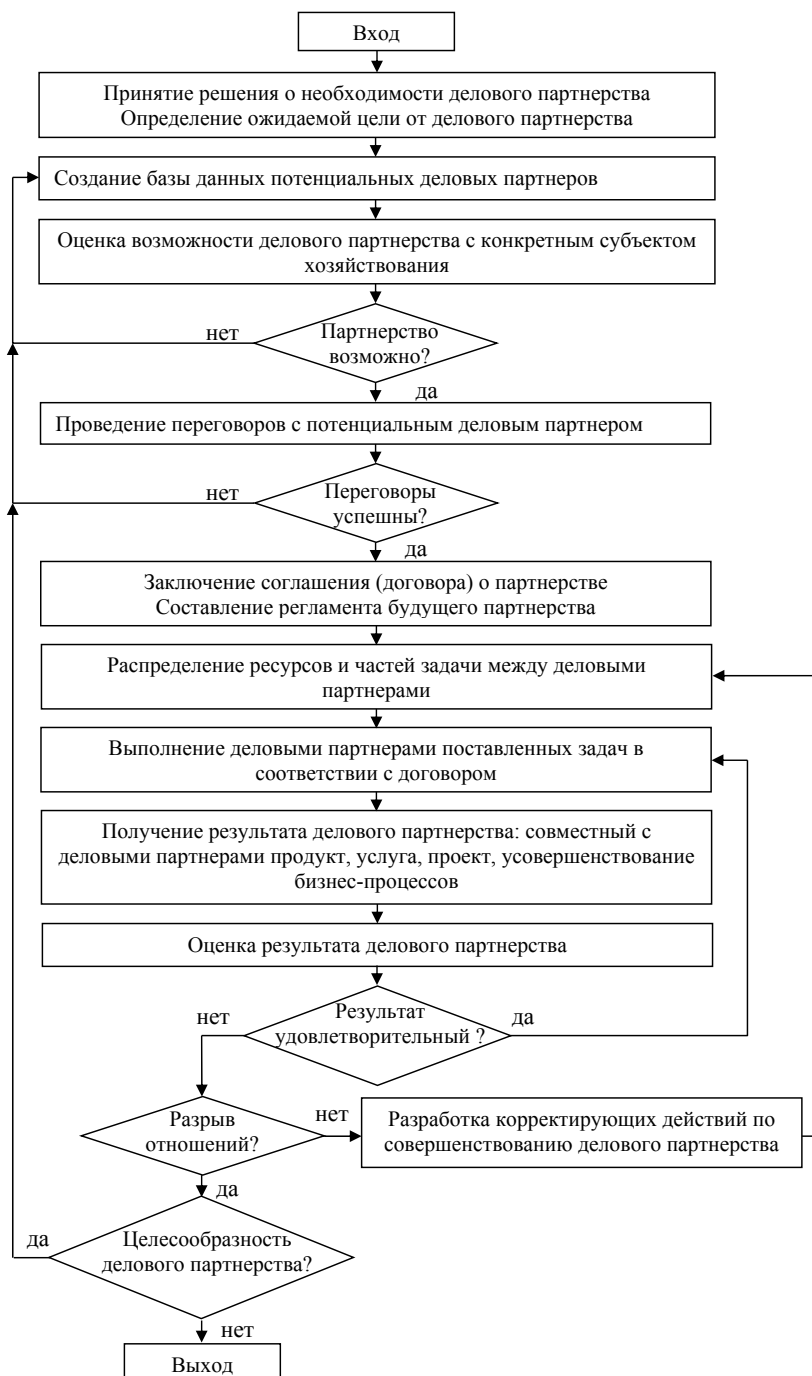 Вход
Принятие решения о необходимости делового партнерства
Определение ожидаемой цели от делового партнерства
Создание базы данных потенциальных деловых партнеров
Оценка возможности делового партнерства с конкретным субъектом
хозяйствования
нет
Партнерство
возможно?
да
Проведение переговоров с потенциальным деловым партнером
нет
Переговоры
успешны?
да
Заключение соглашения (договора) о партнерстве
Составление регламента будущего партнерства
Распределение ресурсов и частей задачи между деловыми
партнерами
Выполнение деловыми партнерами поставленных задач в
соответствии с договором
Получение результата делового партнерства: совместный с
деловыми партнерами продукт, услуга, проект, усовершенствование
бизнес-процессов
Оценка результата делового партнерства
нет
Результат
удовлетворительный ?
да
Разрыв
отношений?
нет
Разработка корректирующих действий по
совершенствованию делового партнерства
да
да
Целесообразность
делового партнерства?
нет
Выход